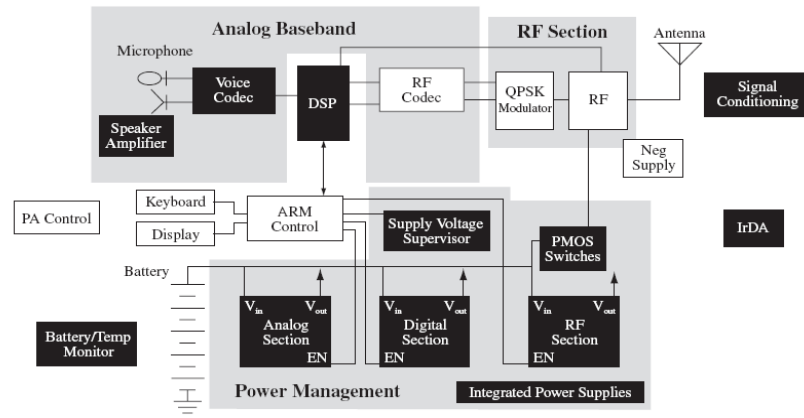 Analog Baseband
RF Section
Antenna
Microphone
Voice
Codec
DSP
RF
Codec
QPSK
Modulator
RF
Signal
Conditioning
Speaker
Amplifier
Neg
Supply
Keyboard
Display
ARM
Control
PA Control
Supply Voltage
Supervisor
PMOS
Switches
IrDA
Battery
Vin
Vout
Analog
Section
EN
Vin
Vout
Digital
Section
EN
Vin
Vout
RF
Section
EN
Battery/Temp
Monitor
Power Management
Integrated Power Supplies